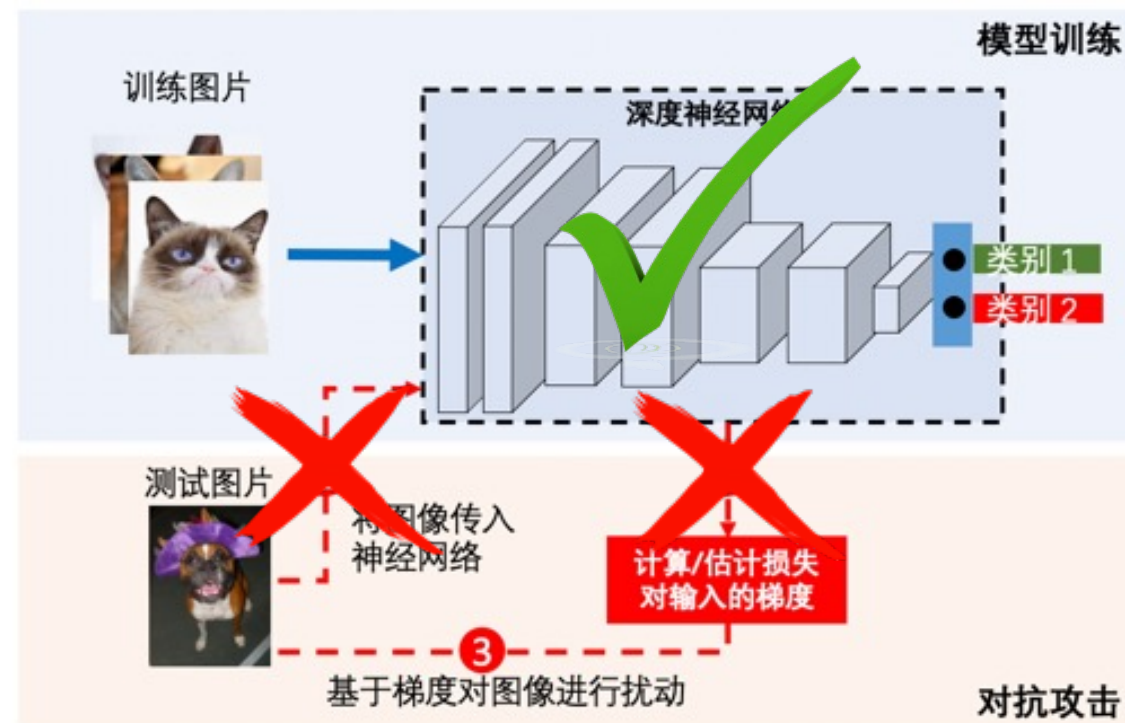 模型训练
训练图片
深度神经网络
类别 1
类别 2
测试图片
将图像传入
神经网络
计算/估计损失
对输入的梯度
3
基于梯度对图像进行扰动
对抗攻击